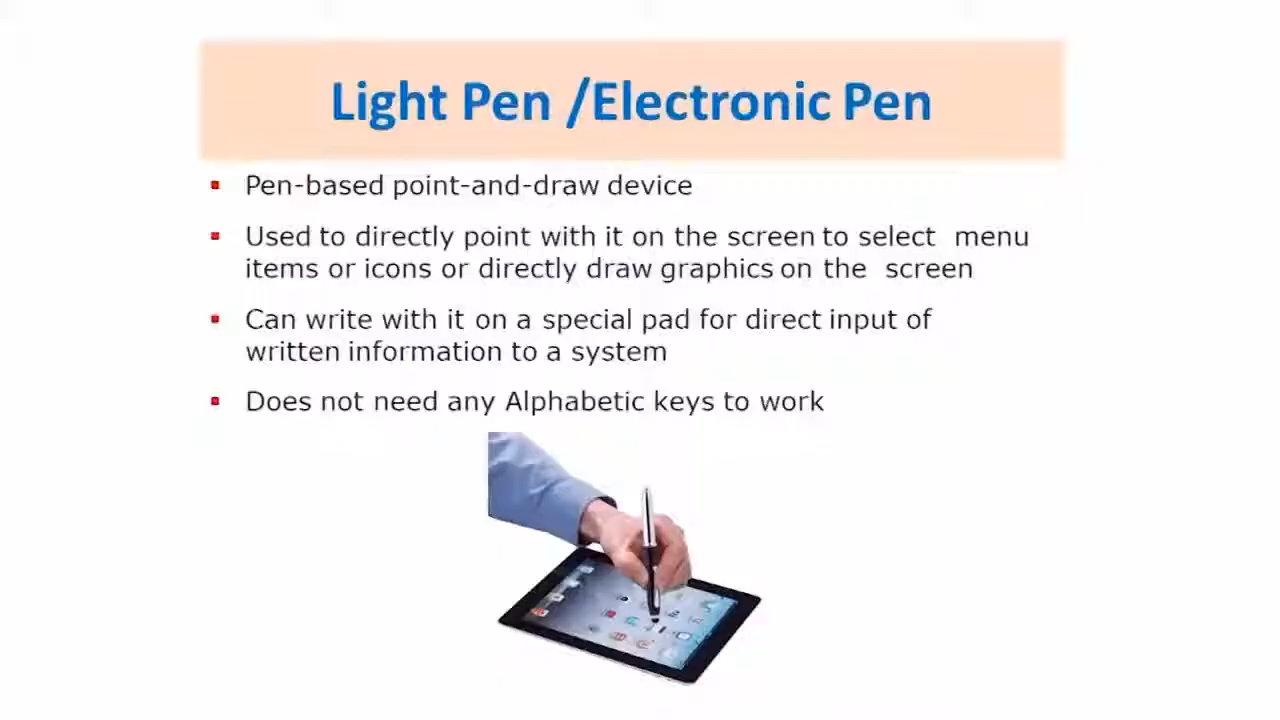 Light Pen /Electronic Pen
Pen-based point-and-draw device
Used to directly point with it on the screen to select menu
items or icons or directly draw graphics on the screen
Can write with it on a special pad for direct input of
written information to a system
Does not need any Alphabetic keys to work